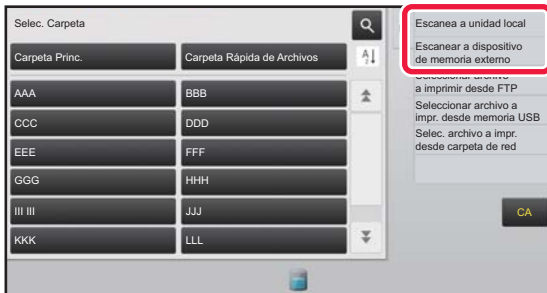 Selec. Carpeta
Carpeta Princ.
Carpeta Rápida de Archivos
AAA
BBB
CCC
DDD
EEE
FFF
GGG
HHH
III III
JJJ
KKK
LLL
Escanea a unidad local
Escanear a dispositivo
de memoria externo
Seleccionar archivo
a imprimir desde FTP
Seleccionar archivo a
impr. desde memoria USB
Selec. archivo a impr.
desde carpeta de red
CA